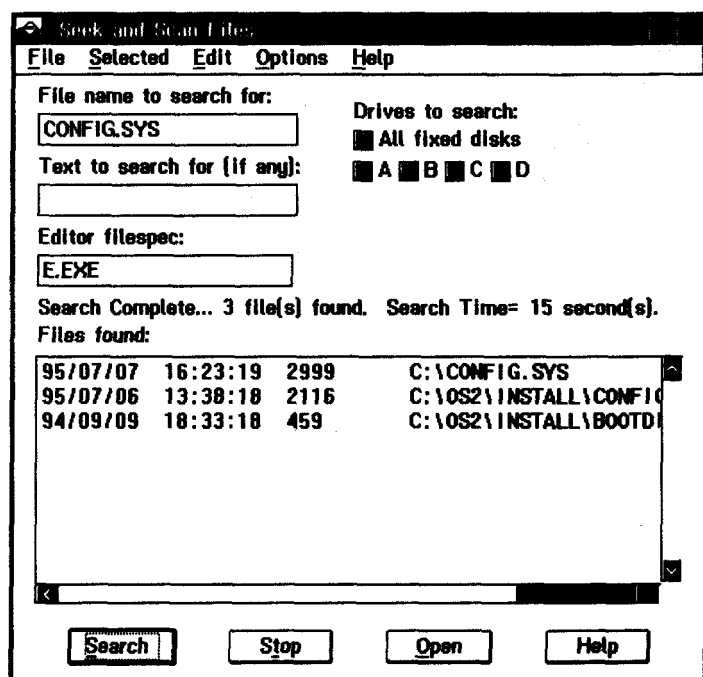 Seek and Scan Files
File Selected Edit Options Help
File name to search for:
CONFIG.SYS
Drives to search:
All fixed disks
A B C D
Text to search for (if any):
Editor filespec:
E.EXE
Search Complete... 3 file(s) found. Search Time= 15 second(s).
Files found:
95/07/07 16:23:19 2999 C:\CONFIG.SYS
95/07/06 13:38:18 2116 C:\OS2\INSTALL\CONFIG
94/09/09 18:33:18 459 C:\OS2\INSTALL\BOOTDI
Search Stop Open Help